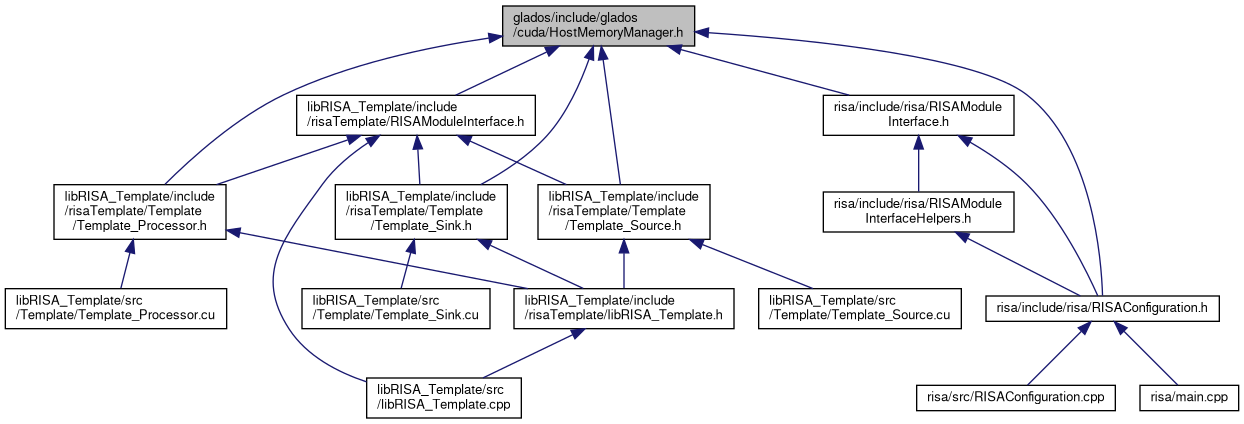 glados/include/glados
/cuda/HostMemoryManager.h
libRISA_Template/include
/risaTemplate/RISAModuleInterface.h
risa/include/risa/RISAModule
Interface.h
libRISA_Template/include
/risaTemplate/Template
/Template_Processor.h
libRISA_Template/include
/risaTemplate/Template
/Template_Sink.h
libRISA_Template/include
/risaTemplate/Template
/Template_Source.h
risa/include/risa/RISAModule
InterfaceHelpers.h
libRISA_Template/src
/Template/Template_Processor.cu
libRISA_Template/src
/Template/Template_Sink.cu
libRISA_Template/include
/risaTemplate/libRISA_Template.h
libRISA_Template/src
/Template/Template_Source.cu
risa/include/risa/RISAConfiguration.h
libRISA_Template/src
/libRISA_Template.cpp
risa/src/RISAConfiguration.cpp
risa/main.cpp